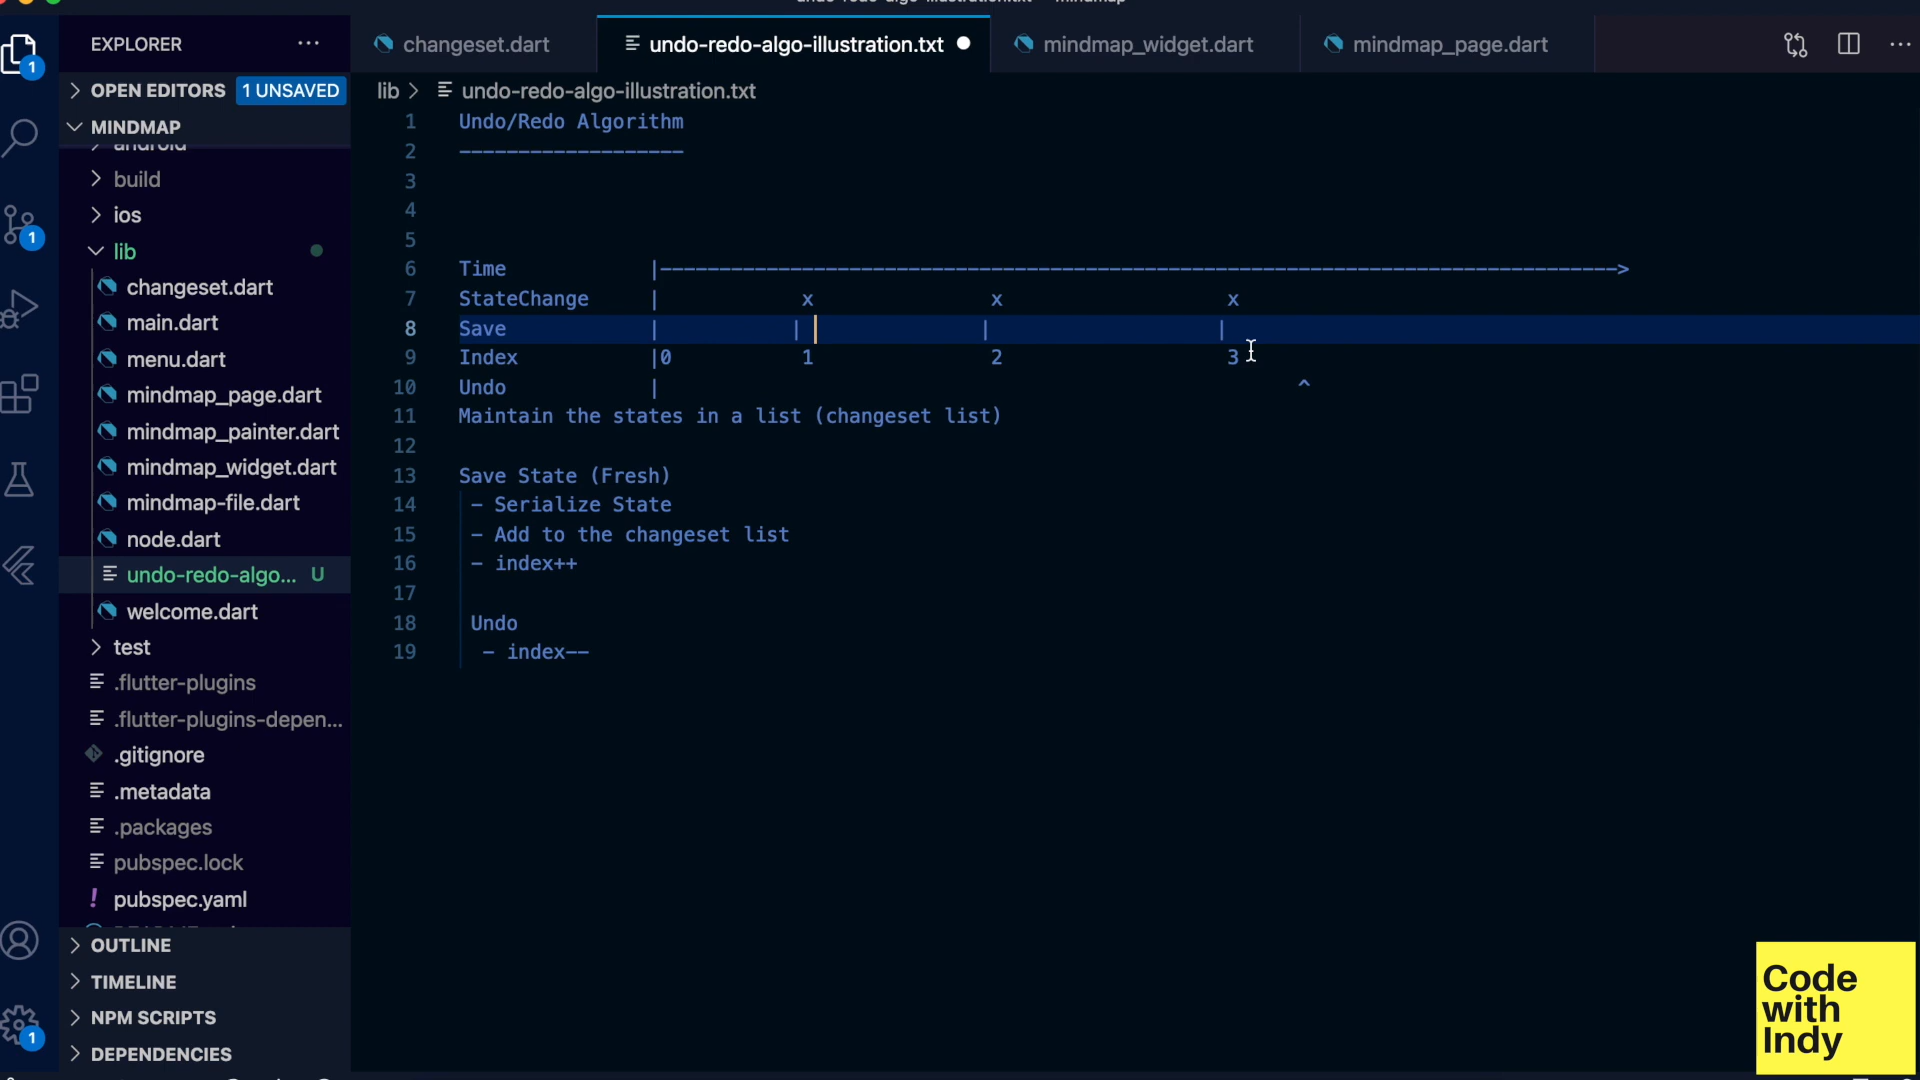 EXPLORER
OPEN EDITORS 1 UNSAVED
MINDMAP
android
build
ios
lib
changeset.dart
main.dart
menu.dart
mindmap_page.dart
mindmap_painter.dart
mindmap_widget.dart
mindmap-file.dart
node.dart
undo-redo-algo... U
welcome.dart
test
.flutter-plugins
.flutter-plugins-depen...
.gitignore
.metadata
.packages
pubspec.lock
! pubspec.yaml
OUTLINE
TIMELINE
NPM SCRIPTS
DEPENDENCIES
1
1
1
changeset.dart undo-redo-algo-illustration.txt mindmap_widget.dart mindmap_page.dart
lib > undo-redo-algo-illustration.txt
1 Undo/Redo Algorithm
2 -------------------
3
4
5
6 Time |--------------------------------------------------------------------------------->
7 StateChange | x x x
8 Save | | | |
9 Index |0 1 2 3
10 Undo | ^
11 Maintain the states in a list (changeset list)
12
13 Save State (Fresh)
14 - Serialize State
15 - Add to the changeset list
16 - index++
17
18 Undo
19 - index--
Code
with
Indy